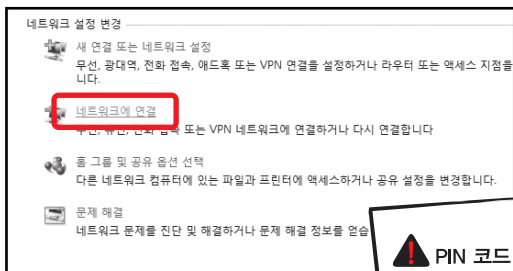 네트워크 설정 변경
새 연결 또는 네트워크 설정
무선, 광대역, 전화 접속, 애드혹 또는 VPN 연결을 설정하거나 라우터 또는 액세스 지점을
니다.
네트워크에 연결
무선, 유선, 전화 접속 또는 VPN 네트워크에 연결하거나 다시 연결합니다
홈 그룹 및 공유 옵션 선택
다른 네트워크 컴퓨터에 있는 파일과 프린터에 액세스하거나 공유 설정을 변경합니다.
문제 해결
네트워크 문제를 진단 및 해결하거나 문제 해결 정보를 얻습
PIN 코드